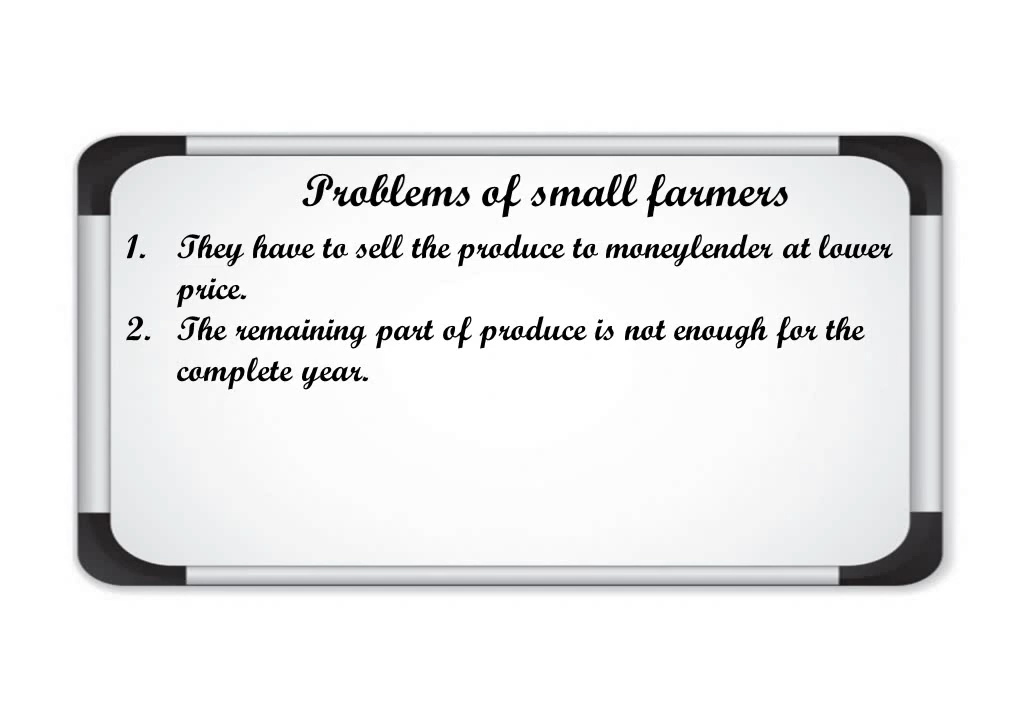 Problems of small farmers
1. They have to sell the produce to moneylender at lower
price.
2. The remaining part of produce is not enough for the
complete year.